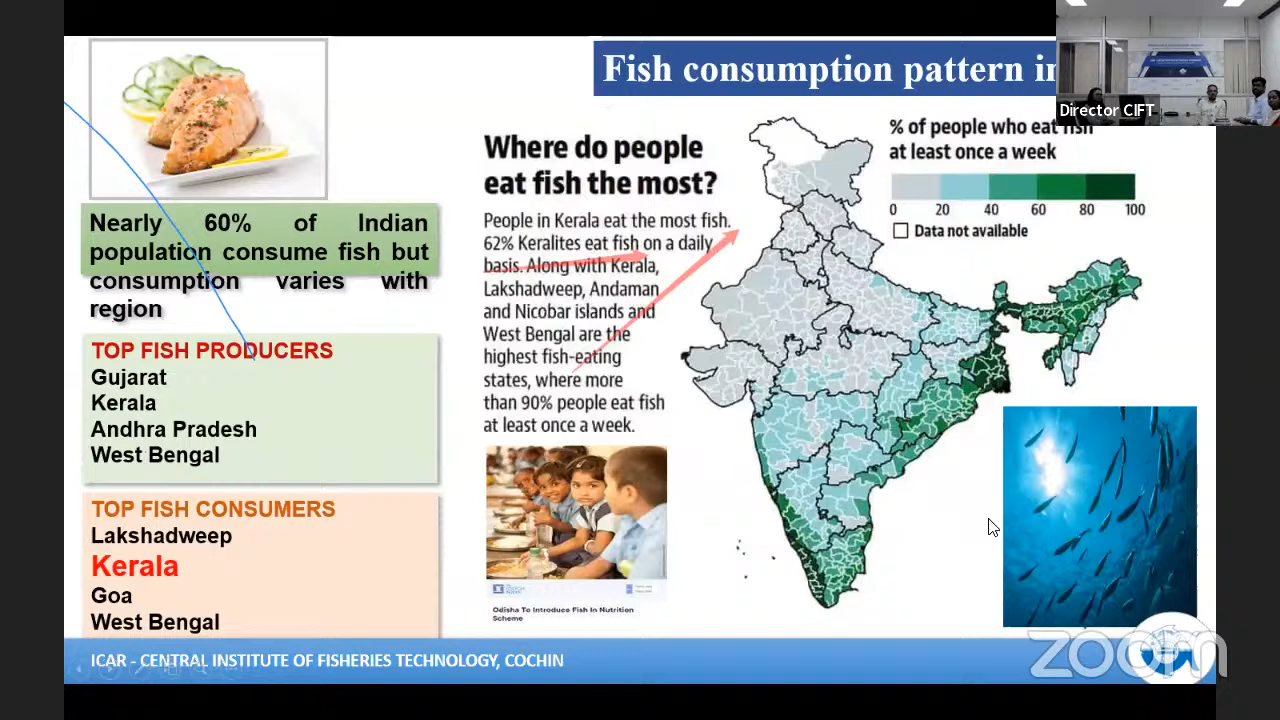 Fish consumption pattern in
Director CIFT
Nearly 60% of Indian
population consume fish but
consumption varies with
region
TOP FISH PRODUCERS
Gujarat
Kerala
Andhra Pradesh
West Bengal
TOP FISH CONSUMERS
Lakshadweep
Kerala
Goa
West Bengal
Where do people
eat fish the most?
People in Kerala eat the most fish.
62% Keralites eat fish on a daily
basis. Along with Kerala,
Lakshadweep, Andaman
and Nicobar islands and
West Bengal are the
highest fish-eating
states, where more
than 90% people eat fish
at least once a week.
% of people who eat fish
at least once a week
0 20 40 60 80 100
Data not available
Odisha To Introduce Fish In Nutrition
Scheme
ICAR - CENTRAL INSTITUTE OF FISHERIES TECHNOLOGY, COCHIN
zoom